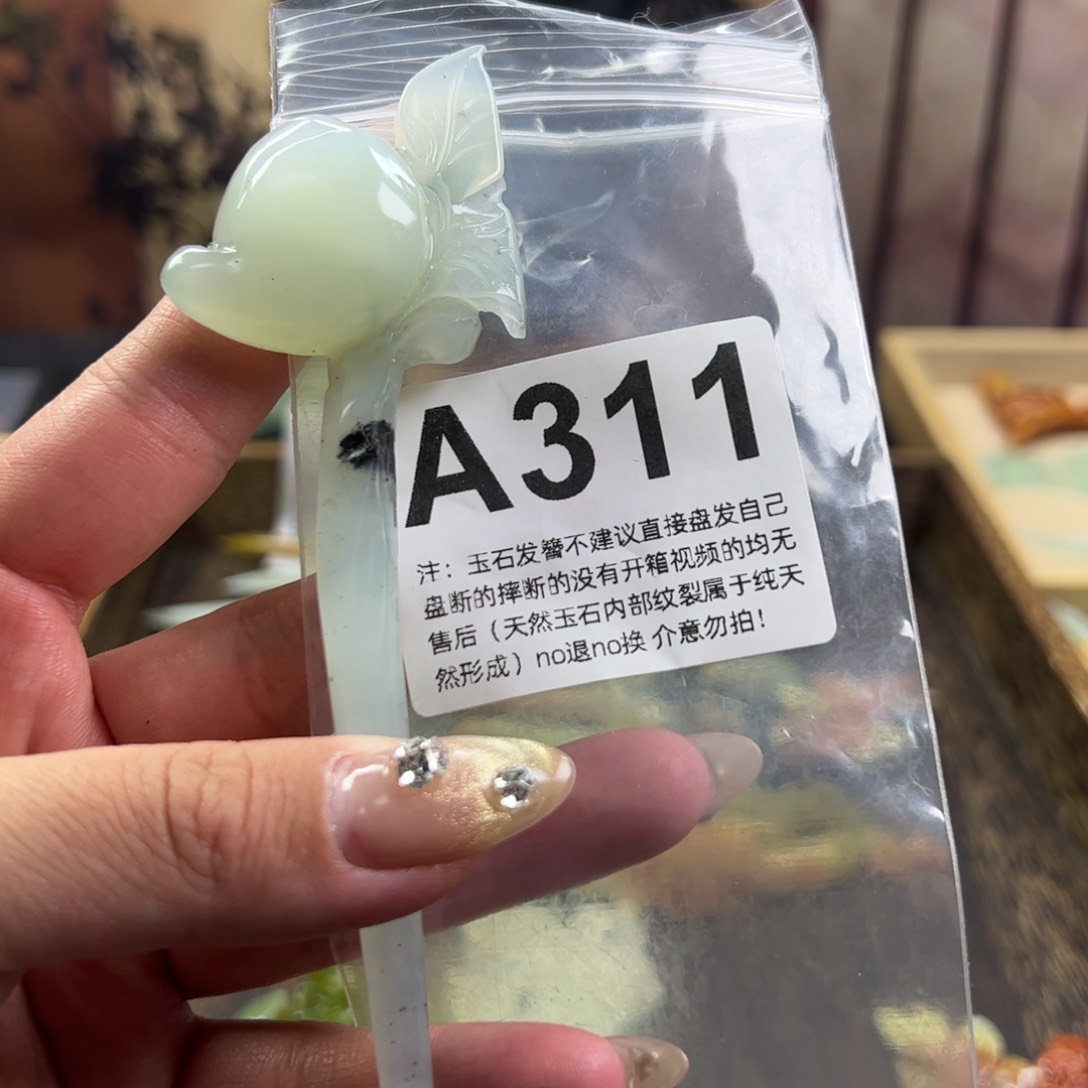 A311
注：玉石发簪不建议直接盘发自己
盘断的摔断的没有开箱视频的均无
售后（天然玉石内部纹裂属于纯天
然形成）no退no换 介意勿拍！